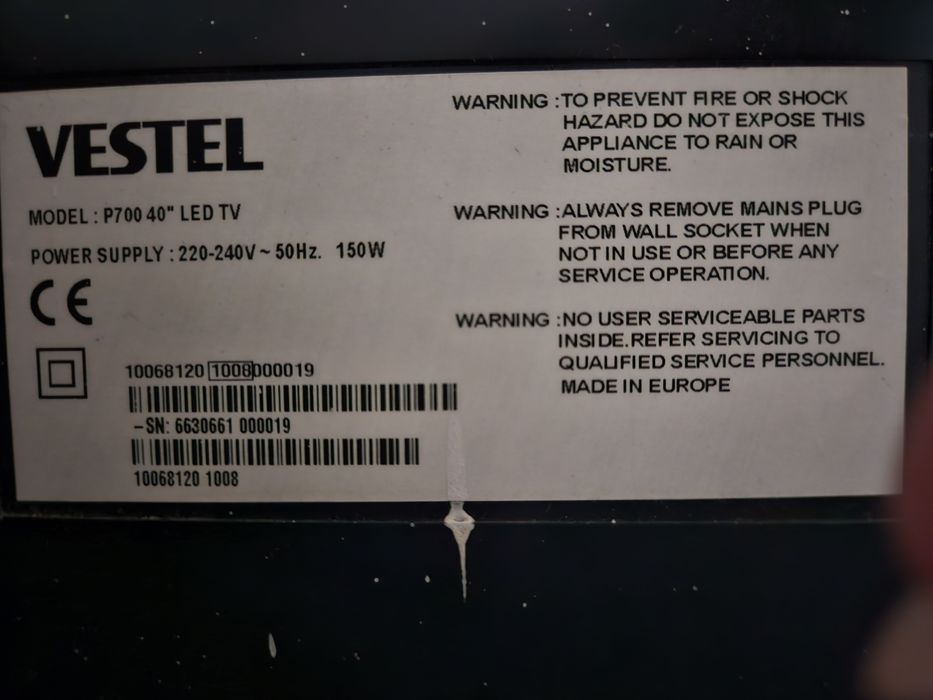 VESTEL
MODEL : P700 40" LED TV
POWER SUPPLY : 220-240V ~ 50Hz. 150W
CE
10068120 1008000019
-SN: 6630661 000019
10068120 1008
WARNING :TO PREVENT FIRE OR SHOCK
HAZARD DO NOT EXPOSE THIS
APPLIANCE TO RAIN OR
MOISTURE.
WARNING :ALWAYS REMOVE MAINS PLUG
FROM WALL SOCKET WHEN
NOT IN USE OR BEFORE ANY
SERVICE OPERATION.
WARNING :NO USER SERVICEABLE PARTS
INSIDE.REFER SERVICING TO
QUALIFIED SERVICE PERSONNEL.
MADE IN EUROPE